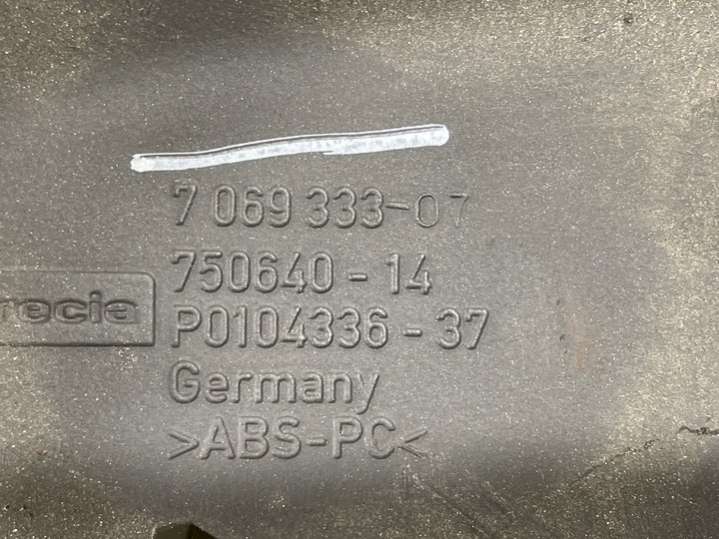 7 069 333-07
750640-14
recia
P0104336-37
Germany
>ABS-PC<